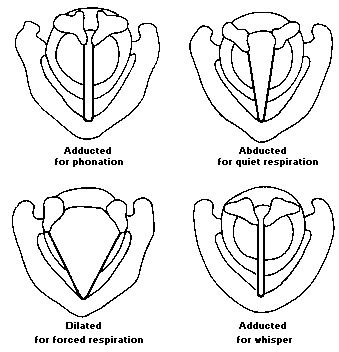 Adducted
for phonation
Abducted
for quiet respiration
Dilated
for forced respiration
Adducted
for whisper